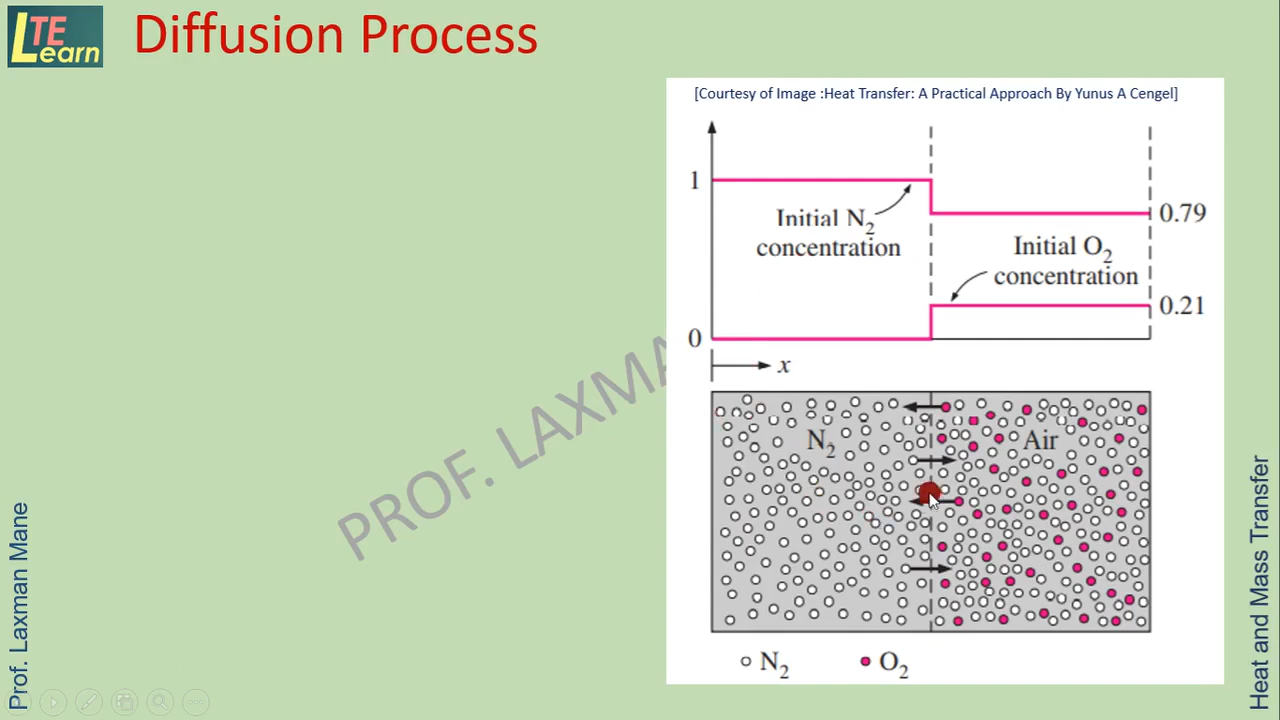 LTE
Learn
Diffusion Process
[Courtesy of Image :Heat Transfer: A Practical Approach By Yunus A Cengel]
1
Initial N2
concentration
0.79
Initial O2
concentration
0.21
0
x
PROF. LAXMA
N2
Air
N2
O2
Prof. Laxman Mane
Heat and Mass Transfer